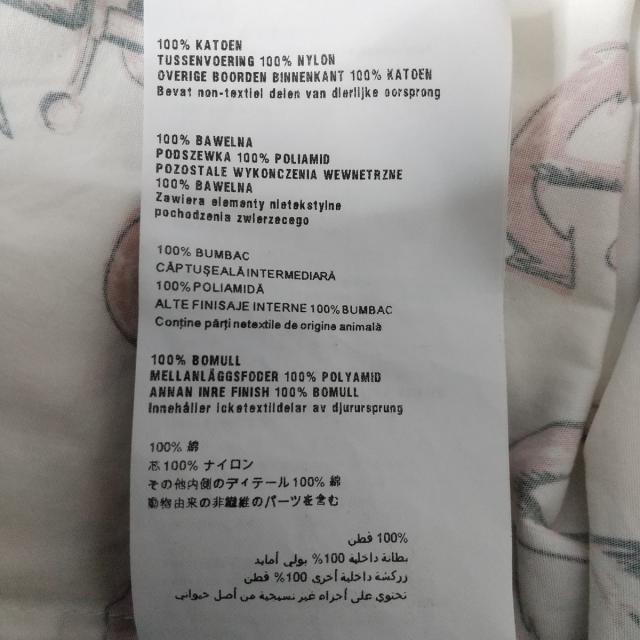 100% KATOEN
TUSSENVOERING 100% NYLON
OVERIGE BOORDEN BINNENKANT 100% KATOEN
Bevat non-textiel delen van dierlijke oorsprong
100% BAWEŁNA
PODSZEWKA 100% POLIAMID
POZOSTAŁE WYKOŃCZENIA WEWNĘTRZNE
100% BAWEŁNA
Zawiera elementy nietekstylne
pochodzenia zwierzęcego
100% BUMBAC
CĂPTUȘEALĂ INTERMEDIARĂ
100% POLIAMIDĂ
ALTE FINISAJE INTERNE 100% BUMBAC
Conține părți netextile de origine animală
100% BOMULL
MELLANLÄGGSFODER 100% POLYAMID
ANNAN INRE FINISH 100% BOMULL
Innehåller icketextildelar av djurursprung
100% 綿
芯 100% ナイロン
その他内側のディテール 100% 綿
動物由来の非繊維のパーツを含む
100% قطن
بطانة داخلية 100% بولي أمايد
زركشة داخلية أخرى 100% قطن
تحتوي على أجزاء غير نسيجية من أصل حيواني